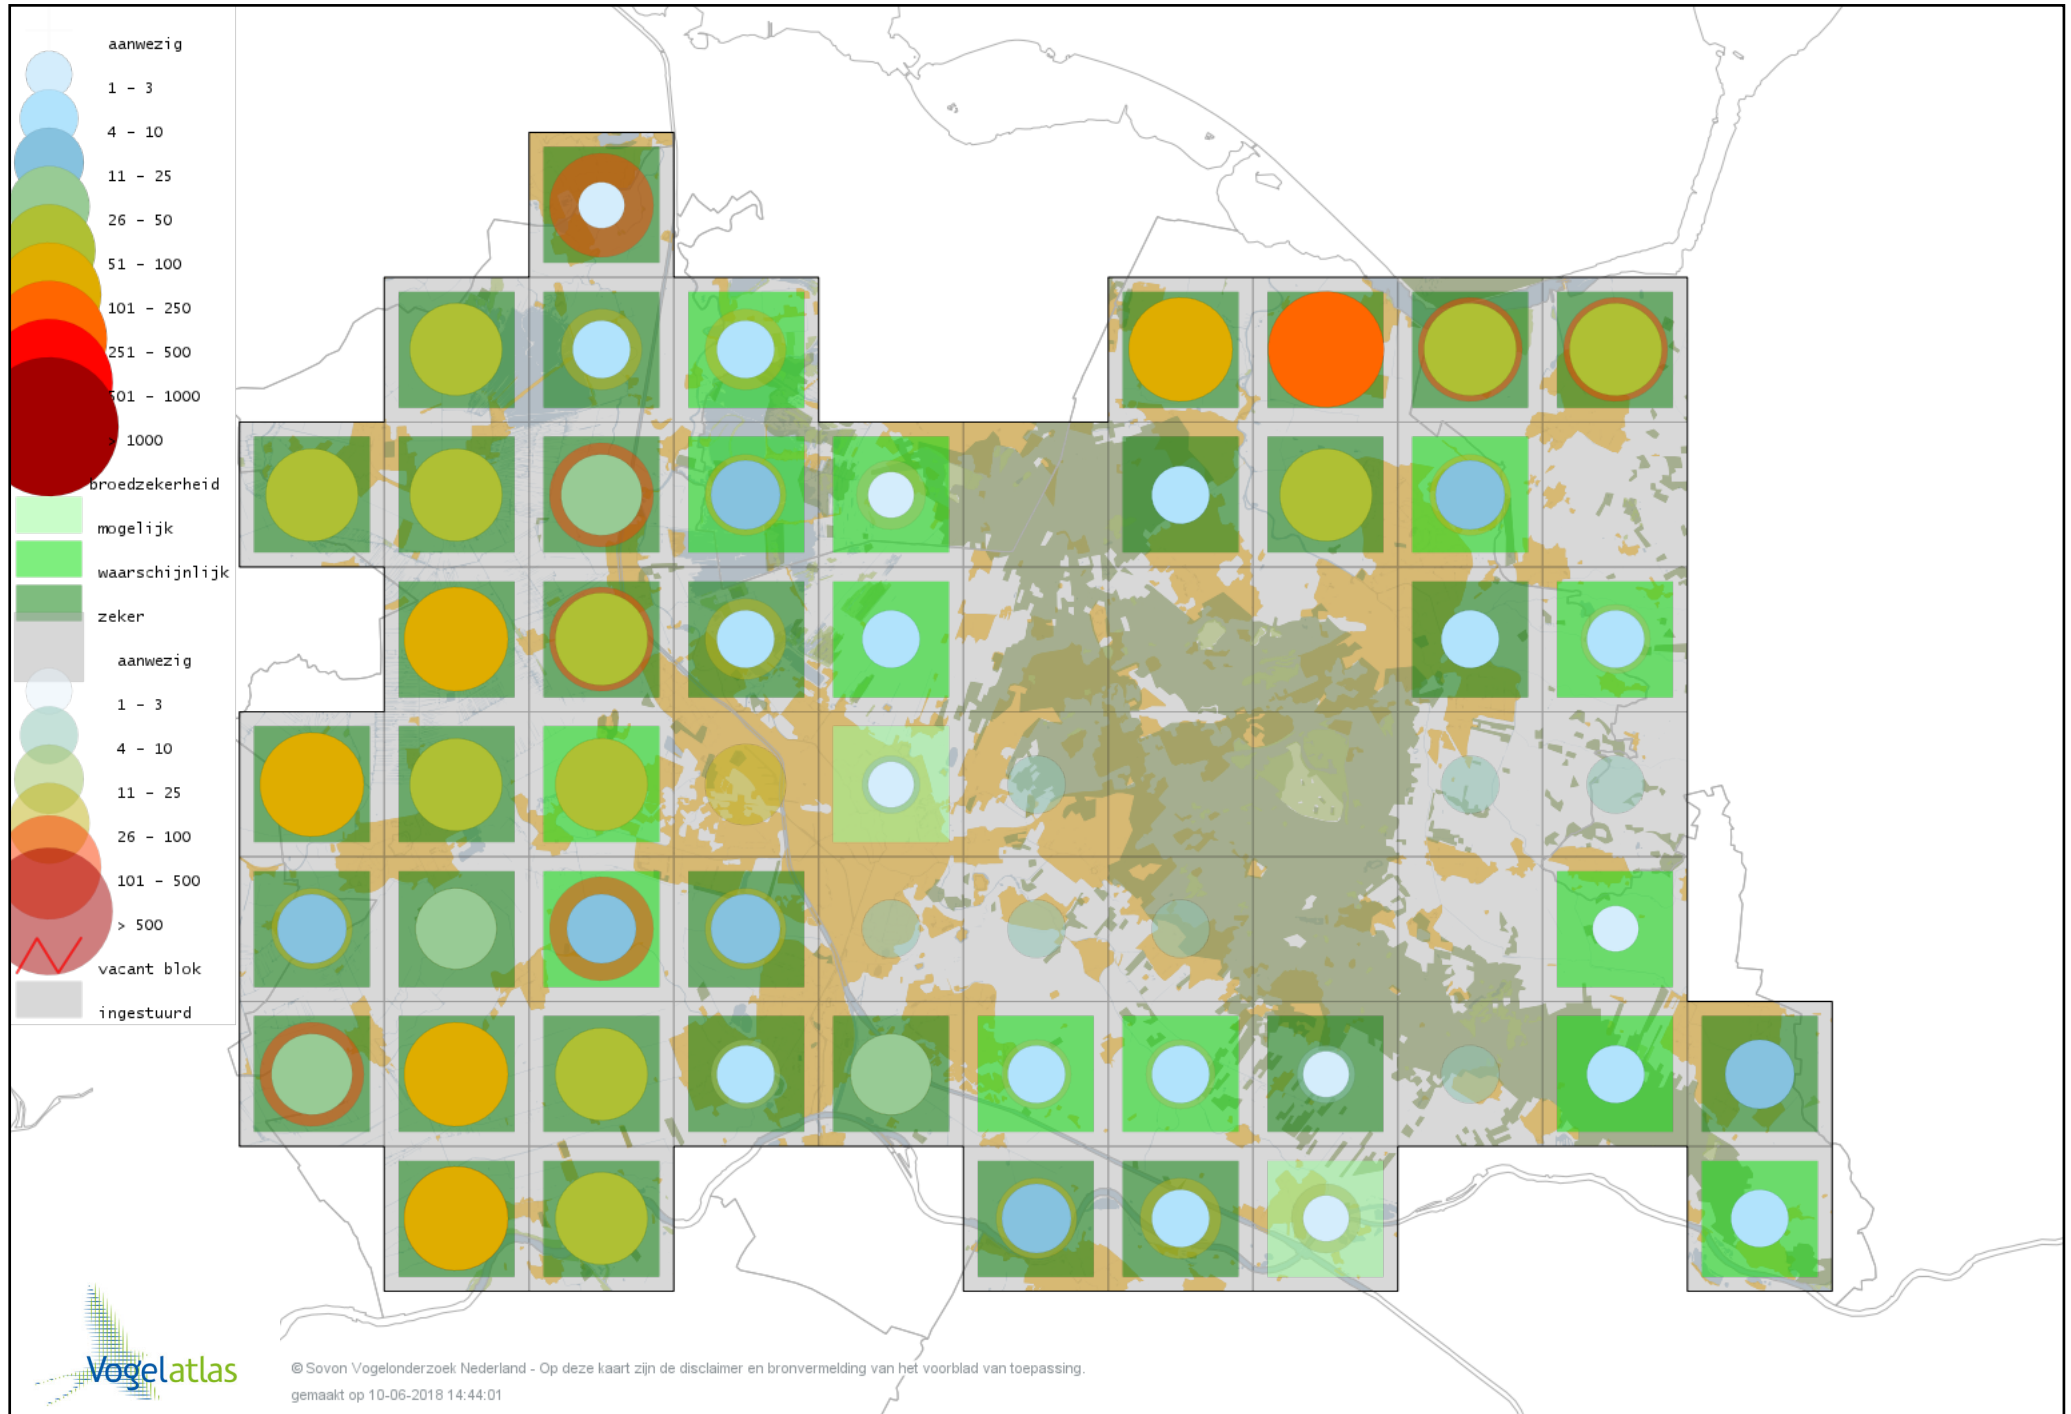 aanwezig
1 - 3
4 - 10
11 - 25
26 - 50
51 - 100
101 - 250
251 - 500
501 - 1000
> 1000
broedzekerheid
mogelijk
waarschijnlijk
zeker
aanwezig
1 - 3
4 - 10
11 - 25
26 - 100
101 - 500
> 500
vacant blok
ingestuurd
Vogelatlas
© Sovon Vogelonderzoek Nederland - Op deze kaart zijn de disclaimer en bronvermelding van het voorblad van toepassing.
gemaakt op 10-06-2018 14:44:01